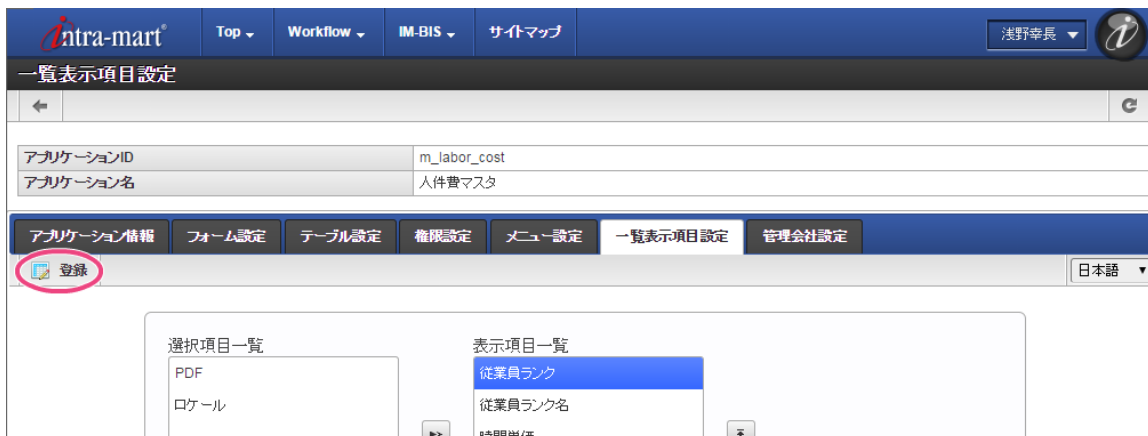 intra-mart® Top Workflow IM-BIS サイトマップ 浅野幸長
一覧表示項目設定
アプリケーションID m_labor_cost
アプリケーション名 人件費マスタ
アプリケーション情報 フォーム設定 テーブル設定 権限設定 メニュー設定 一覧表示項目設定 管理会社設定
登録 日本語
選択項目一覧 表示項目一覧
PDF 従業員ランク
ロケール 従業員ランク名
時間単価